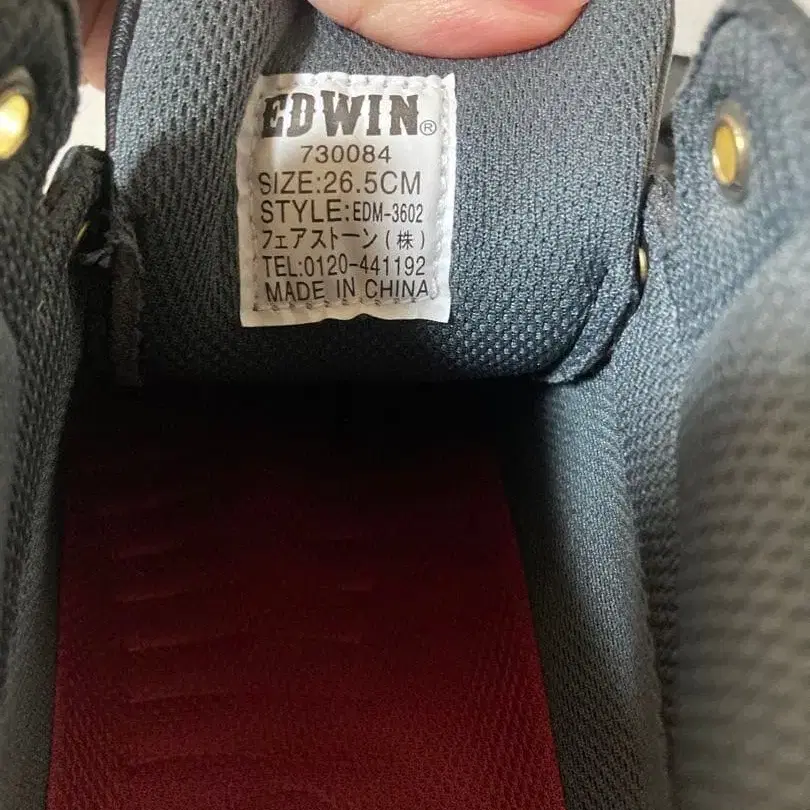 EDWIN®
730084
SIZE:26.5CM
STYLE:EDM-3602
フェアストーン(株)
TEL:0120-441192
MADE IN CHINA